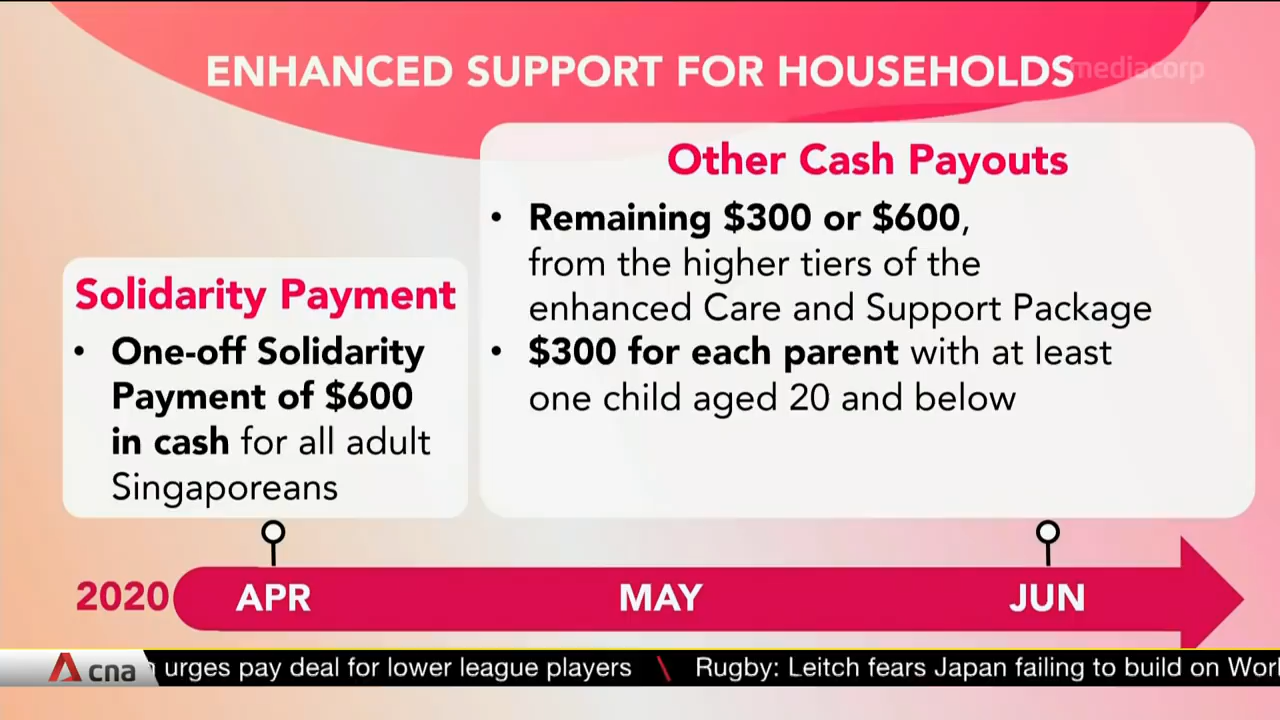 ENHANCED SUPPORT FOR HOUSEHOLDS
mediacorp
Solidarity Payment
• One-off Solidarity
Payment of $600
in cash for all adult
Singaporeans
Other Cash Payouts
• Remaining $300 or $600,
from the higher tiers of the
enhanced Care and Support Package
• $300 for each parent with at least
one child aged 20 and below
2020 APR MAY JUN
cna urges pay deal for lower league players \ Rugby: Leitch fears Japan failing to build on